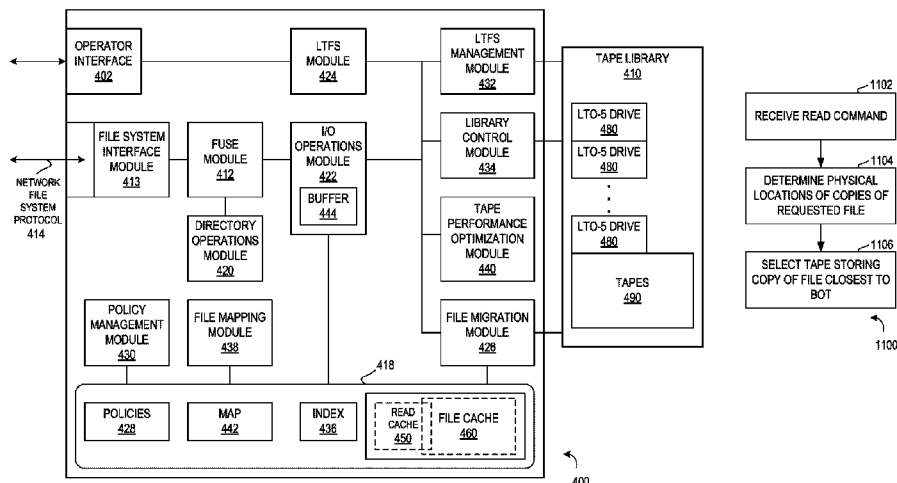 OPERATOR
INTERFACE
402
LTFS
MODULE
424
LTFS
MANAGEMENT
MODULE
432
TAPE LIBRARY
410
FILE SYSTEM
INTERFACE
MODULE
413
NETWORK
FILE
SYSTEM
PROTOCOL
414
FUSE
MODULE
412
I/O
OPERATIONS
MODULE
422
BUFFER
444
LIBRARY
CONTROL
MODULE
434
LTO-5 DRIVE
480
LTO-5 DRIVE
480
LTO-5 DRIVE
480
DIRECTORY
OPERATIONS
MODULE
420
TAPE
PERFORMANCE
OPTIMIZATION
MODULE
440
TAPES
490
POLICY
MANAGEMENT
MODULE
430
FILE MAPPING
MODULE
438
FILE MIGRATION
MODULE
426
418
POLICIES
428
MAP
442
INDEX
436
READ
CACHE
450
FILE CACHE
460
400
1102
RECEIVE READ COMMAND
1104
DETERMINE PHYSICAL
LOCATIONS OF COPIES OF
REQUESTED FILE
1106
SELECT TAPE STORING
COPY OF FILE CLOSEST TO
BOT
1100